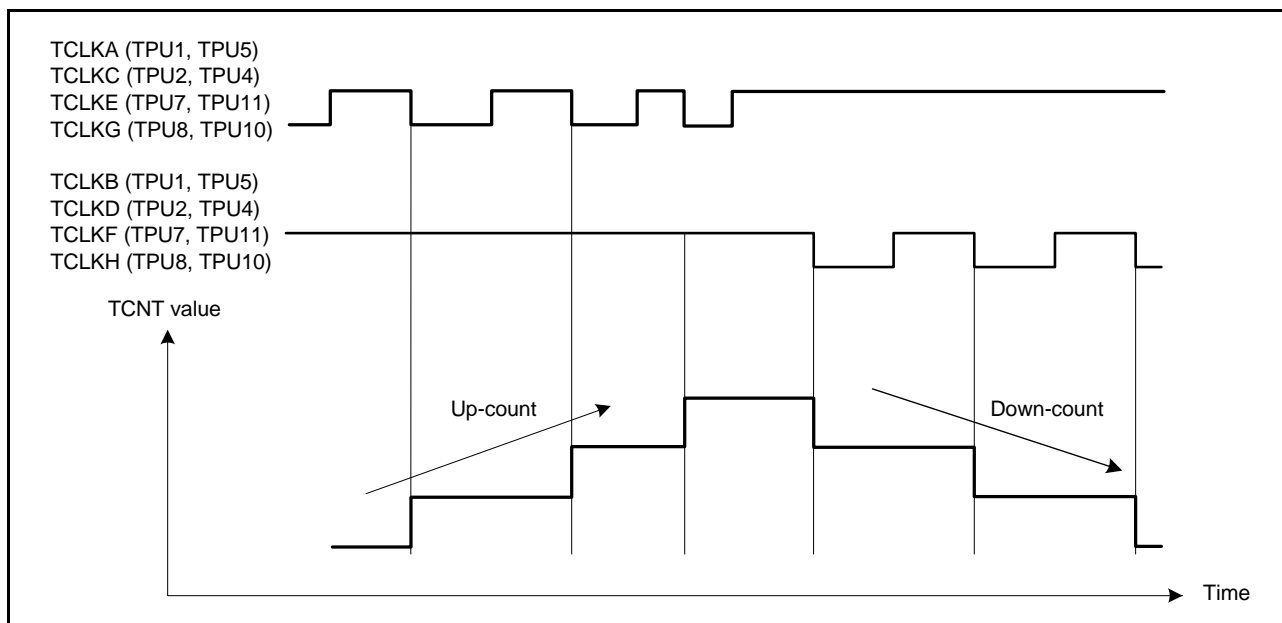 TCLKA (TPU1, TPU5)
TCLKC (TPU2, TPU4)
TCLKE (TPU7, TPU11)
TCLKG (TPU8, TPU10)
TCLKB (TPU1, TPU5)
TCLKD (TPU2, TPU4)
TCLKF (TPU7, TPU11)
TCLKH (TPU8, TPU10)
TCNT value
Up-count
Down-count
Time